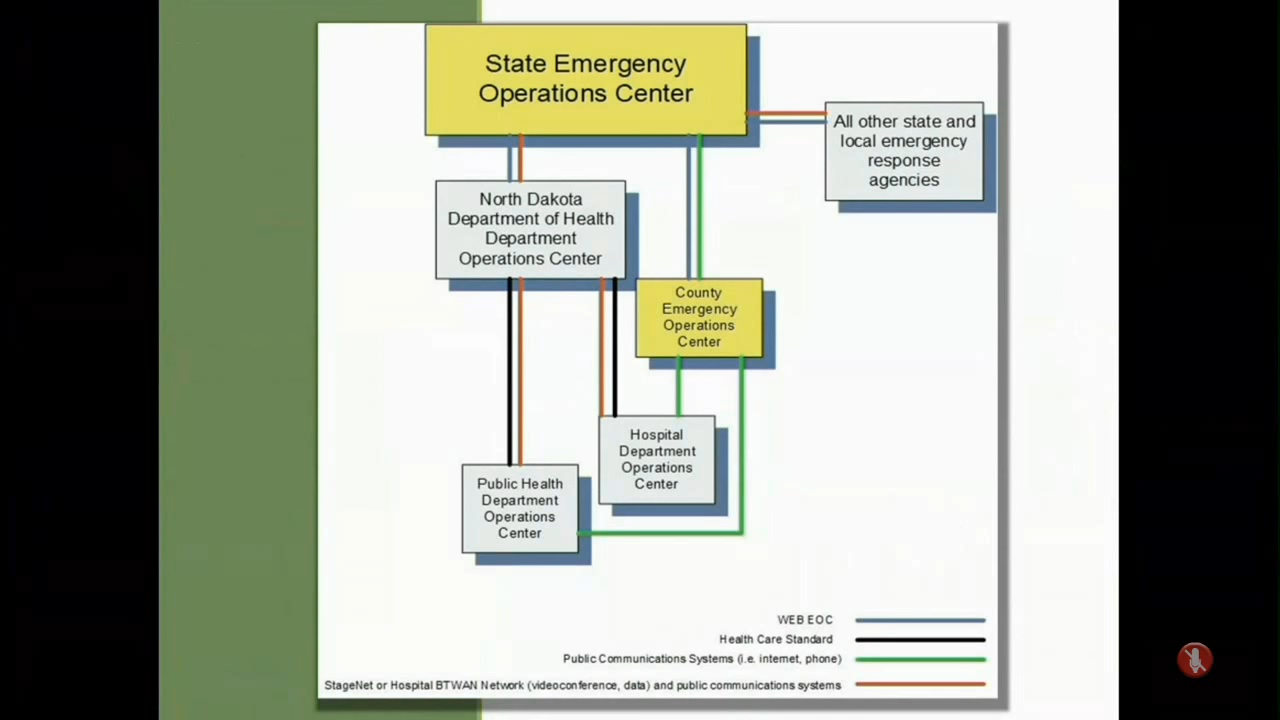 State Emergency
Operations Center
All other state and
local emergency
response
agencies
North Dakota
Department of Health
Department
Operations Center
County
Emergency
Operations
Center
Hospital
Department
Operations
Center
Public Health
Department
Operations
Center
WEB EOC
Health Care Standard
Public Communications Systems (i.e. internet, phone)
StageNet or Hospital BTWAN Network (videoconference, data) and public communications systems